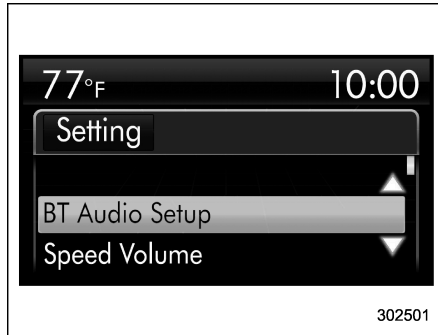 77°F 10:00
Setting
BT Audio Setup
Speed Volume
302501